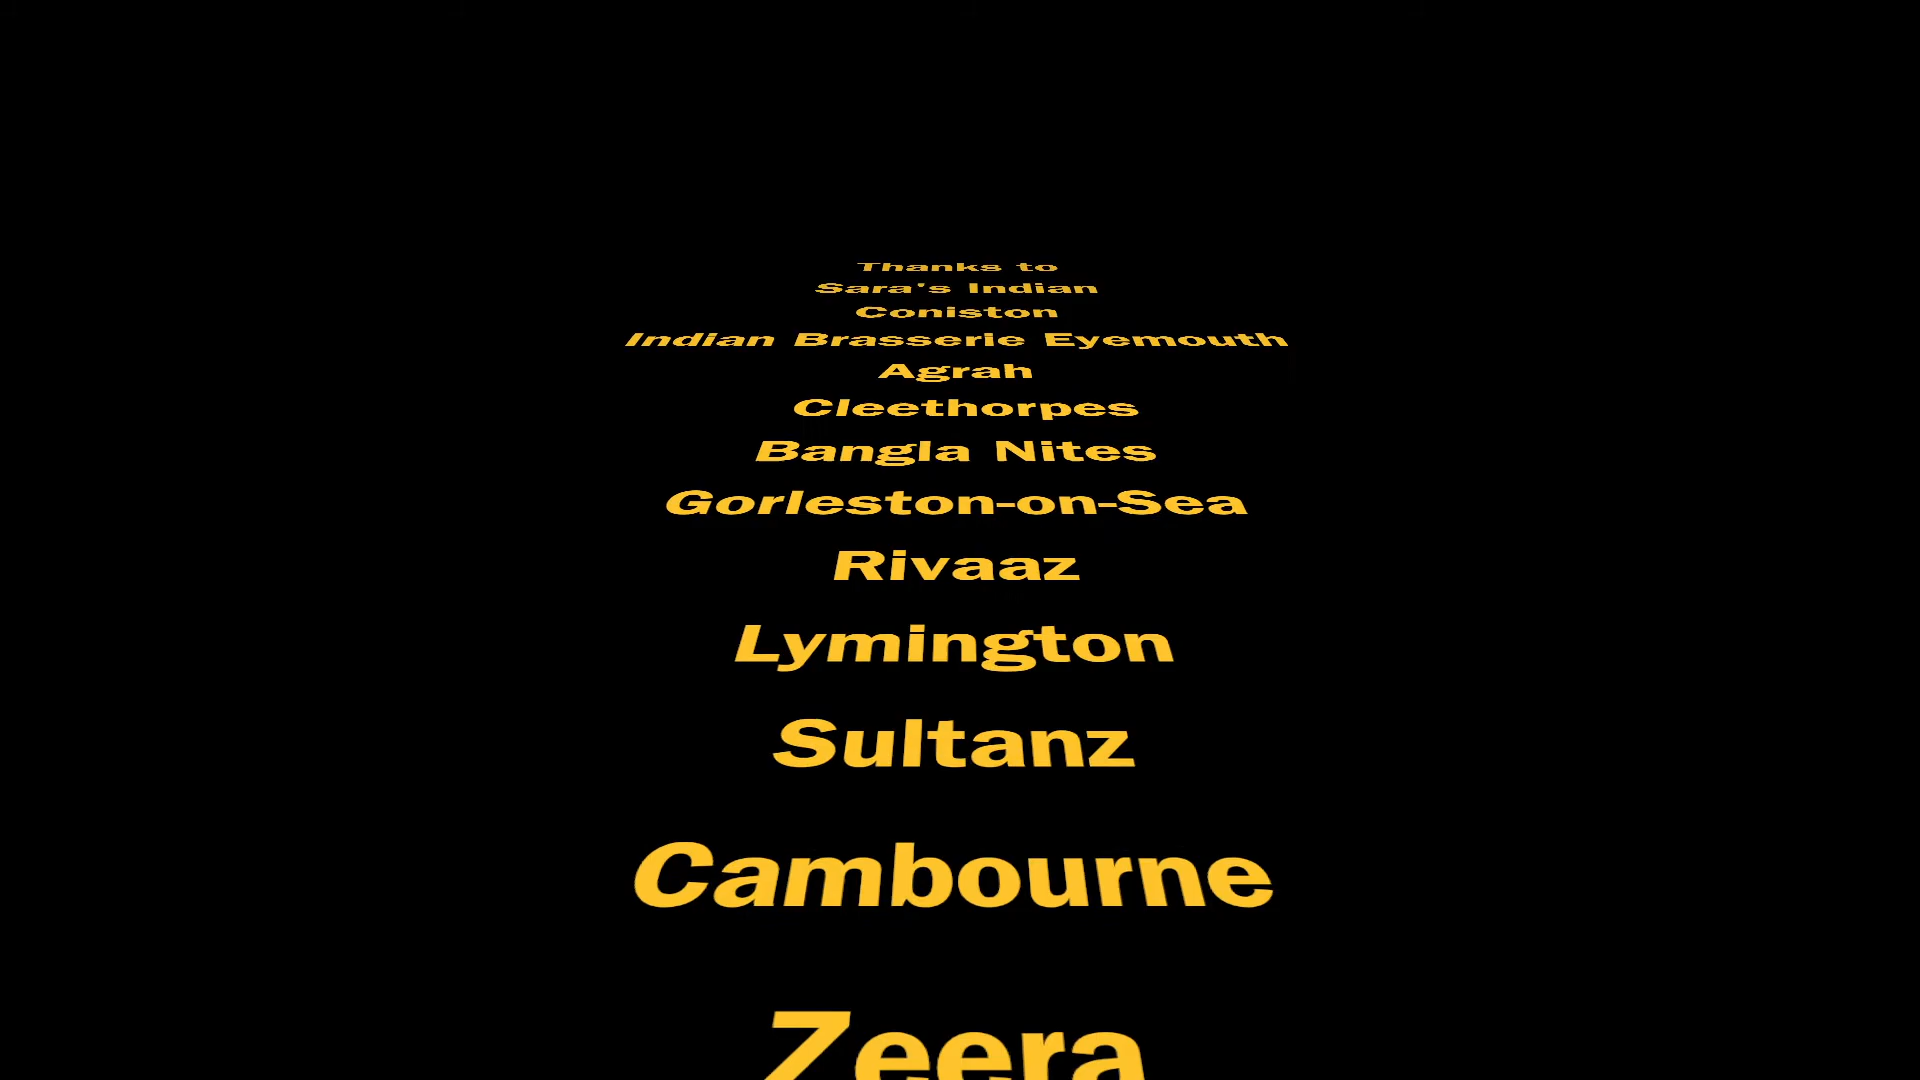 Thanks to
Sara's Indian
Coniston
Indian Brasserie Eyemouth
Agrah
Cleethorpes
Bangla Nites
Gorleston-on-Sea
Rivaaz
Lymington
Sultanz
Cambourne
Zeera